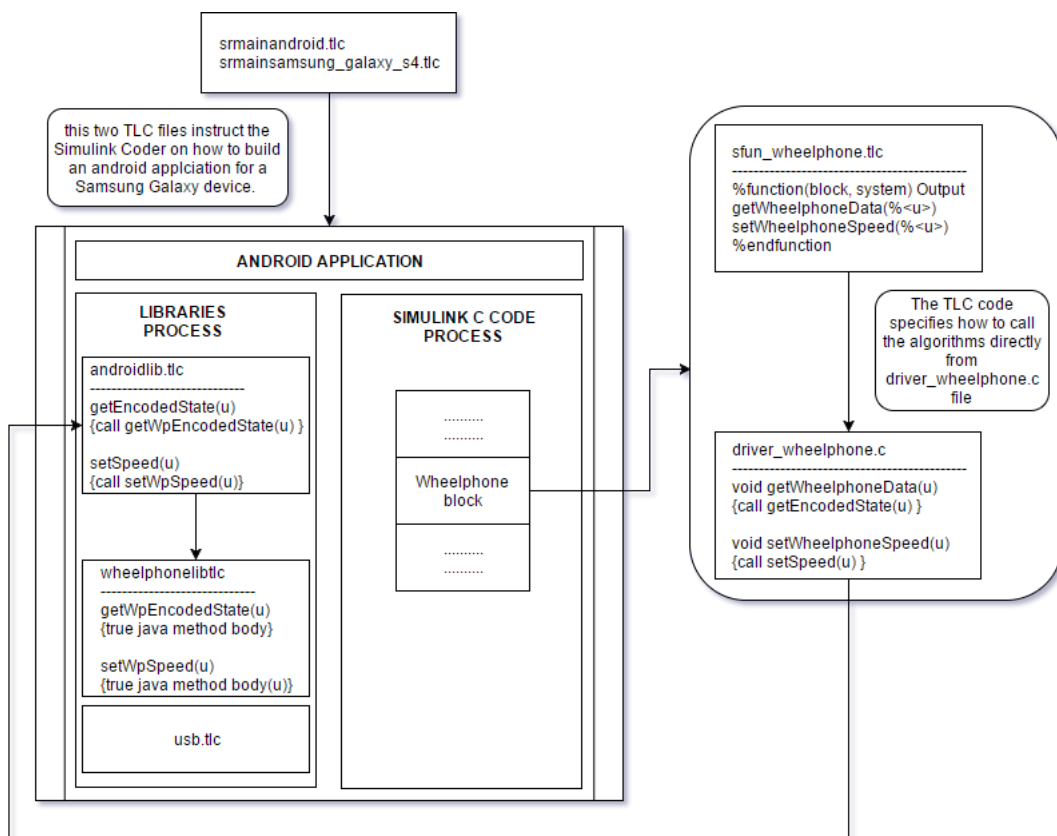 srmainandroid.tlc
srmainsamsung_galaxy_s4.tlc
this two TLC files instruct the
Simulink Coder on how to build
an android applciation for a
Samsung Galaxy device.
ANDROID APPLICATION
LIBRARIES
PROCESS
androidlib.tlc
-----------------------------
getEncodedState(u)
{call getWpEncodedState(u) }
setSpeed(u)
{call setWpSpeed(u)}
wheelphonelibtlc
-----------------------------
getWpEncodedState(u)
{true java method body}
setWpSpeed(u)
{true java method body(u)}
usb.tlc
SIMULINK C CODE
PROCESS
..........
..........
Wheelphone
block
..........
..........
sfun_wheelphone.tlc
--------------------------------------------
%function(block, system) Output
getWheelphoneData(%<u>)
setWheelphoneSpeed(%<u>)
%endfunction
The TLC code
specifies how to call
the algorithms directly
from
driver_wheelphone.c
file
driver_wheelphone.c
--------------------------------------------
void getWheelphoneData(u)
{call getEncodedState(u) }
void setWheelphoneSpeed(u)
{call setSpeed(u) }